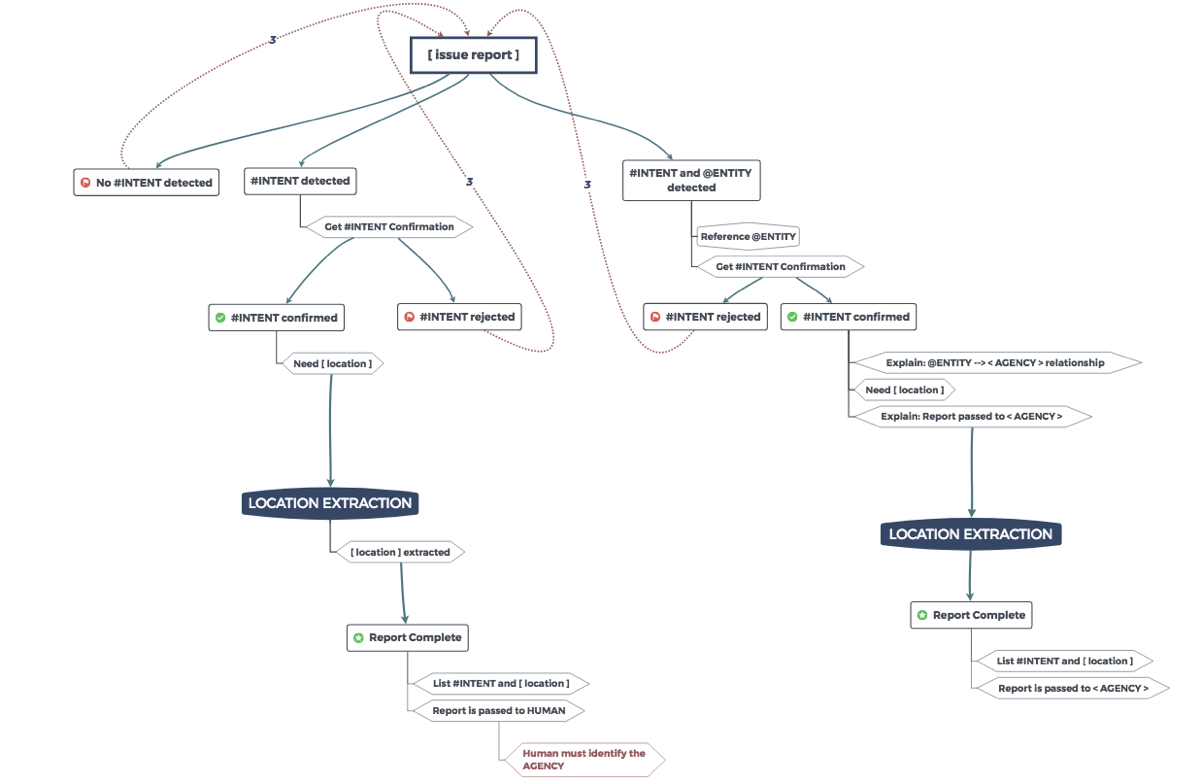 3
[ issue report ]
No #INTENT detected
#INTENT detected
3
3
#INTENT and @ENTITY
detected
Get #INTENT Confirmation
Reference @ENTITY
Get #INTENT Confirmation
#INTENT confirmed
#INTENT rejected
#INTENT rejected
#INTENT confirmed
Need [ location ]
Explain: @ENTITY --> < AGENCY > relationship
Need [ location ]
Explain: Report passed to < AGENCY >
LOCATION EXTRACTION
LOCATION EXTRACTION
[ location ] extracted
Report Complete
Report Complete
List #INTENT and [ location ]
Report is passed to HUMAN
List #INTENT and [ location ]
Report is passed to < AGENCY >
Human must identify the
AGENCY